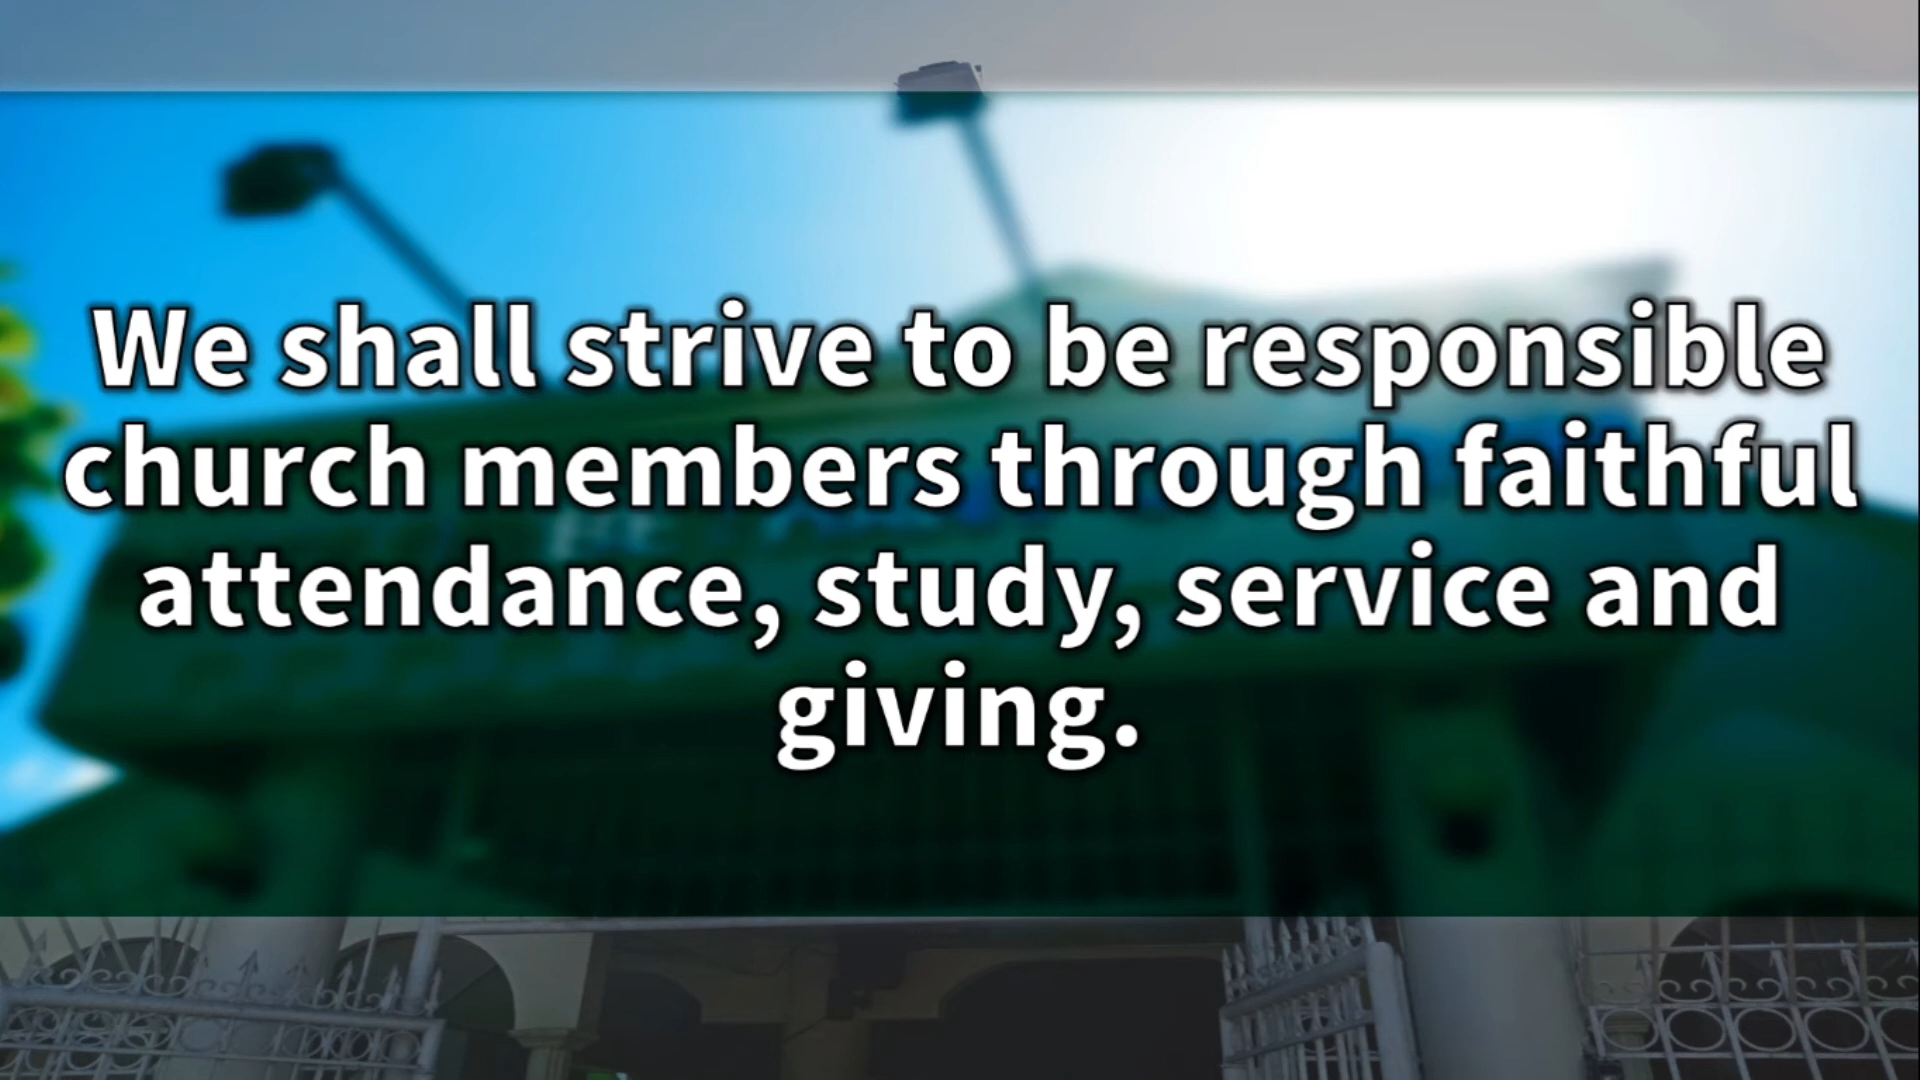 We shall strive to be responsible
church members through faithful
attendance, study, service and
giving.